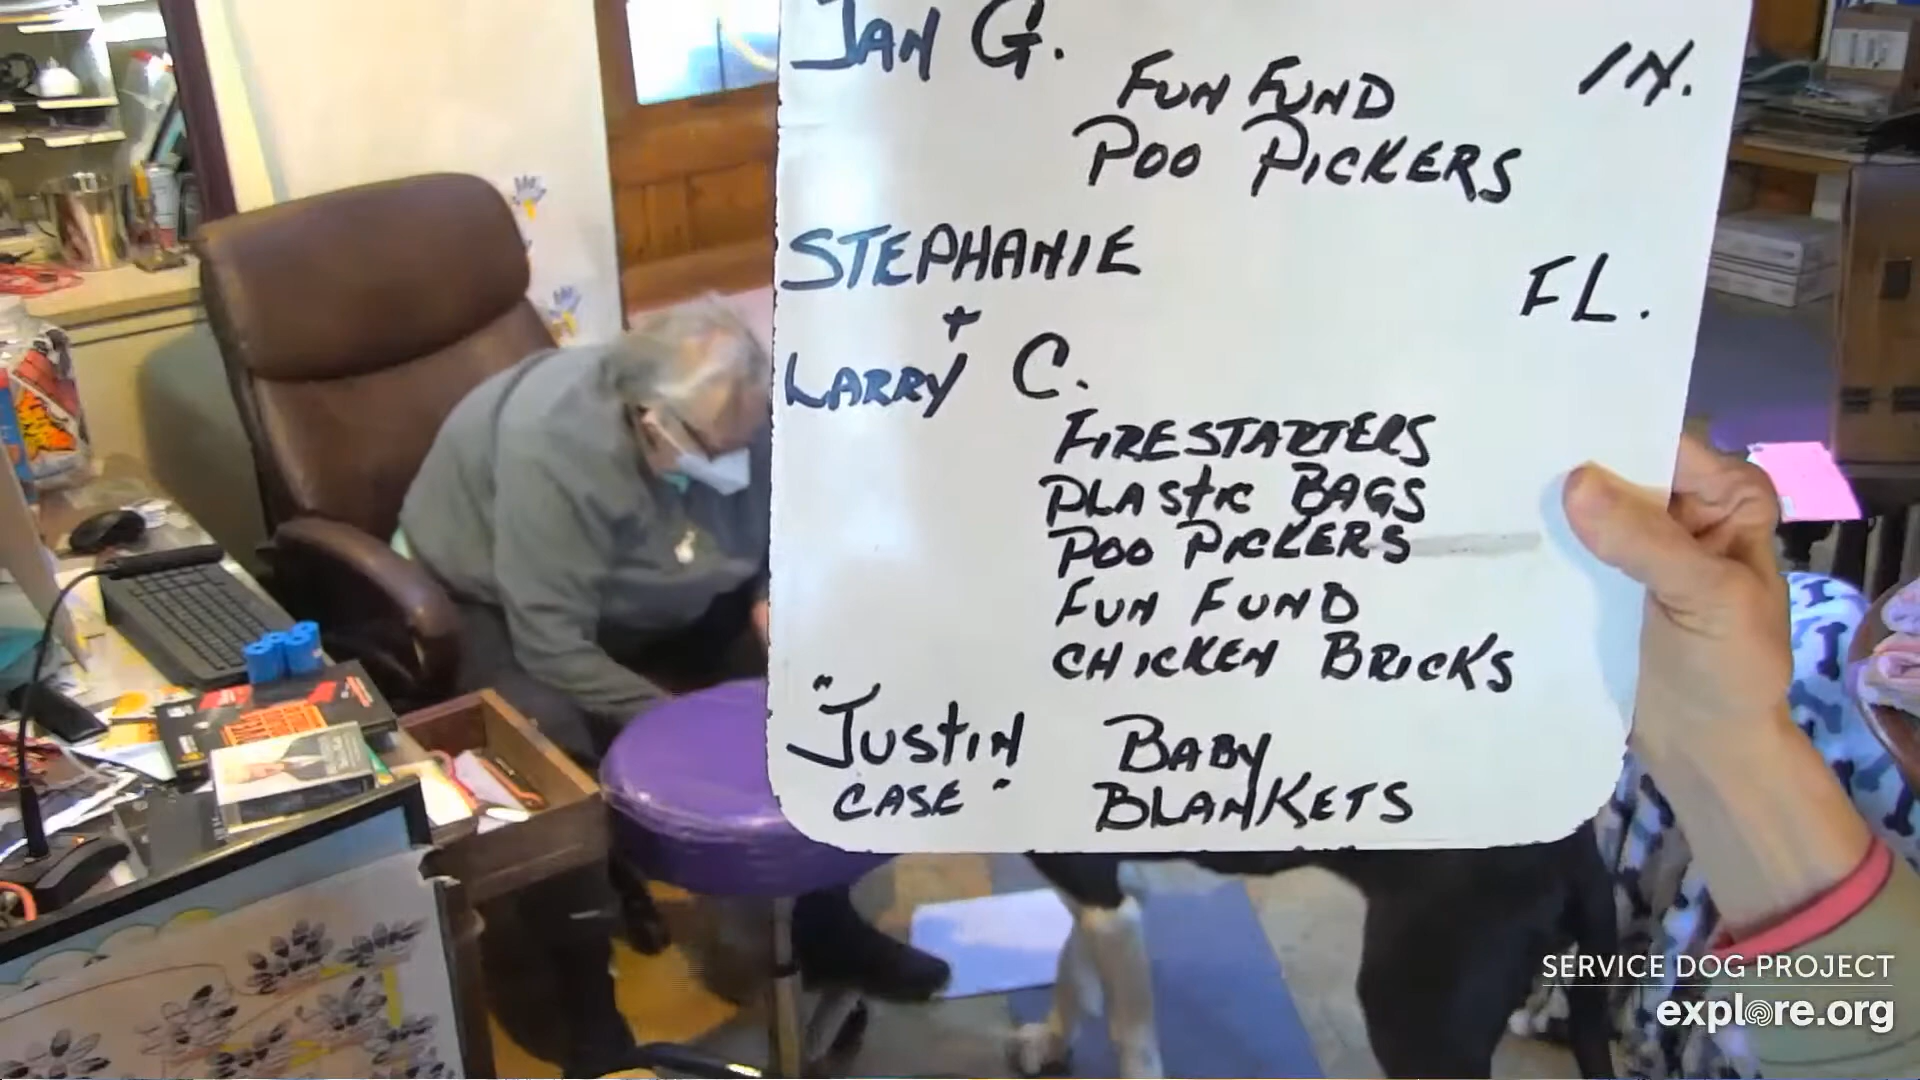 JAN G. IN.
FUN FUND
POO PICKERS
STEPHANIE
+ FL.
LARRY C.
FIRESTARTERS
PLASTIC BAGS
POO PICKERS
FUN FUND
CHICKEN BRICKS
"JUSTIN BABY
CASE" BLANKETS
SERVICE DOG PROJECT
explore.org